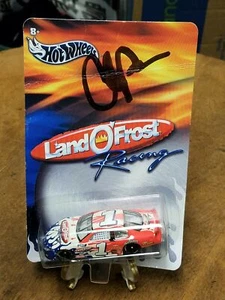 8+
Hot Wheels
Land O'Frost
Racing
1